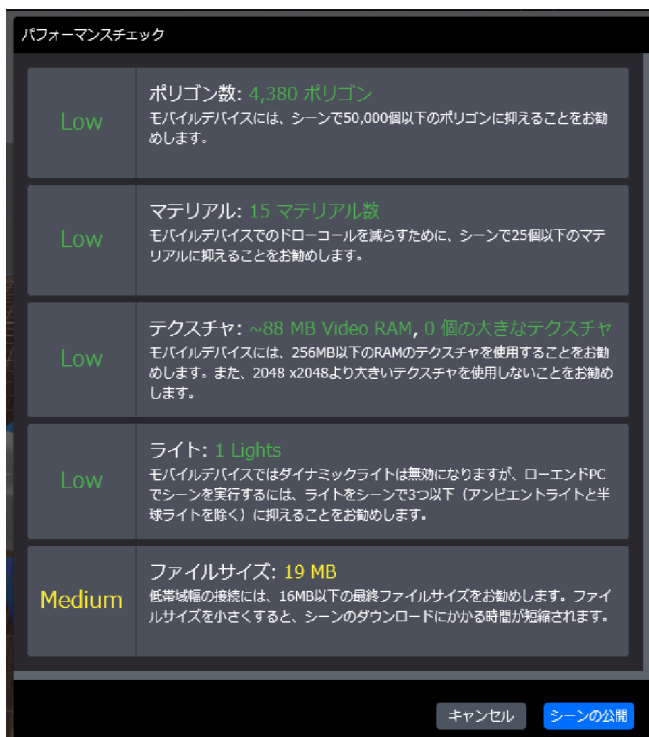 パフォーマンスチェック
Low
ポリゴン数: 4,380 ポリゴン
モバイルデバイスには、シーンで50,000個以下のポリゴンに抑えることをお勧
めします。
Low
マテリアル: 15 マテリアル数
モバイルデバイスでのドローコールを減らすために、シーンで25個以下のマテ
リアルに抑えることをお勧めします。
Low
テクスチャ: ~88 MB Video RAM, 0 個の大きなテクスチャ
モバイルデバイスには、256MB以下のRAMのテクスチャを使用することをお勧
めします。また、2048 x2048より大きいテクスチャを使用しないことをお勧め
します。
Low
ライト: 1 Lights
モバイルデバイスではダイナミックライトは無効になりますが、ローエンドPC
でシーンを実行するには、ライトをシーンで3つ以下（アンビエントライトと半
球ライトを除く）に抑えることをお勧めします。
Medium
ファイルサイズ: 19 MB
低帯域幅の接続には、16MB以下の最終ファイルサイズをお勧めします。ファイ
ルサイズを小さくすると、シーンのダウンロードにかかる時間が短縮されます。
キャンセル
シーンの公開